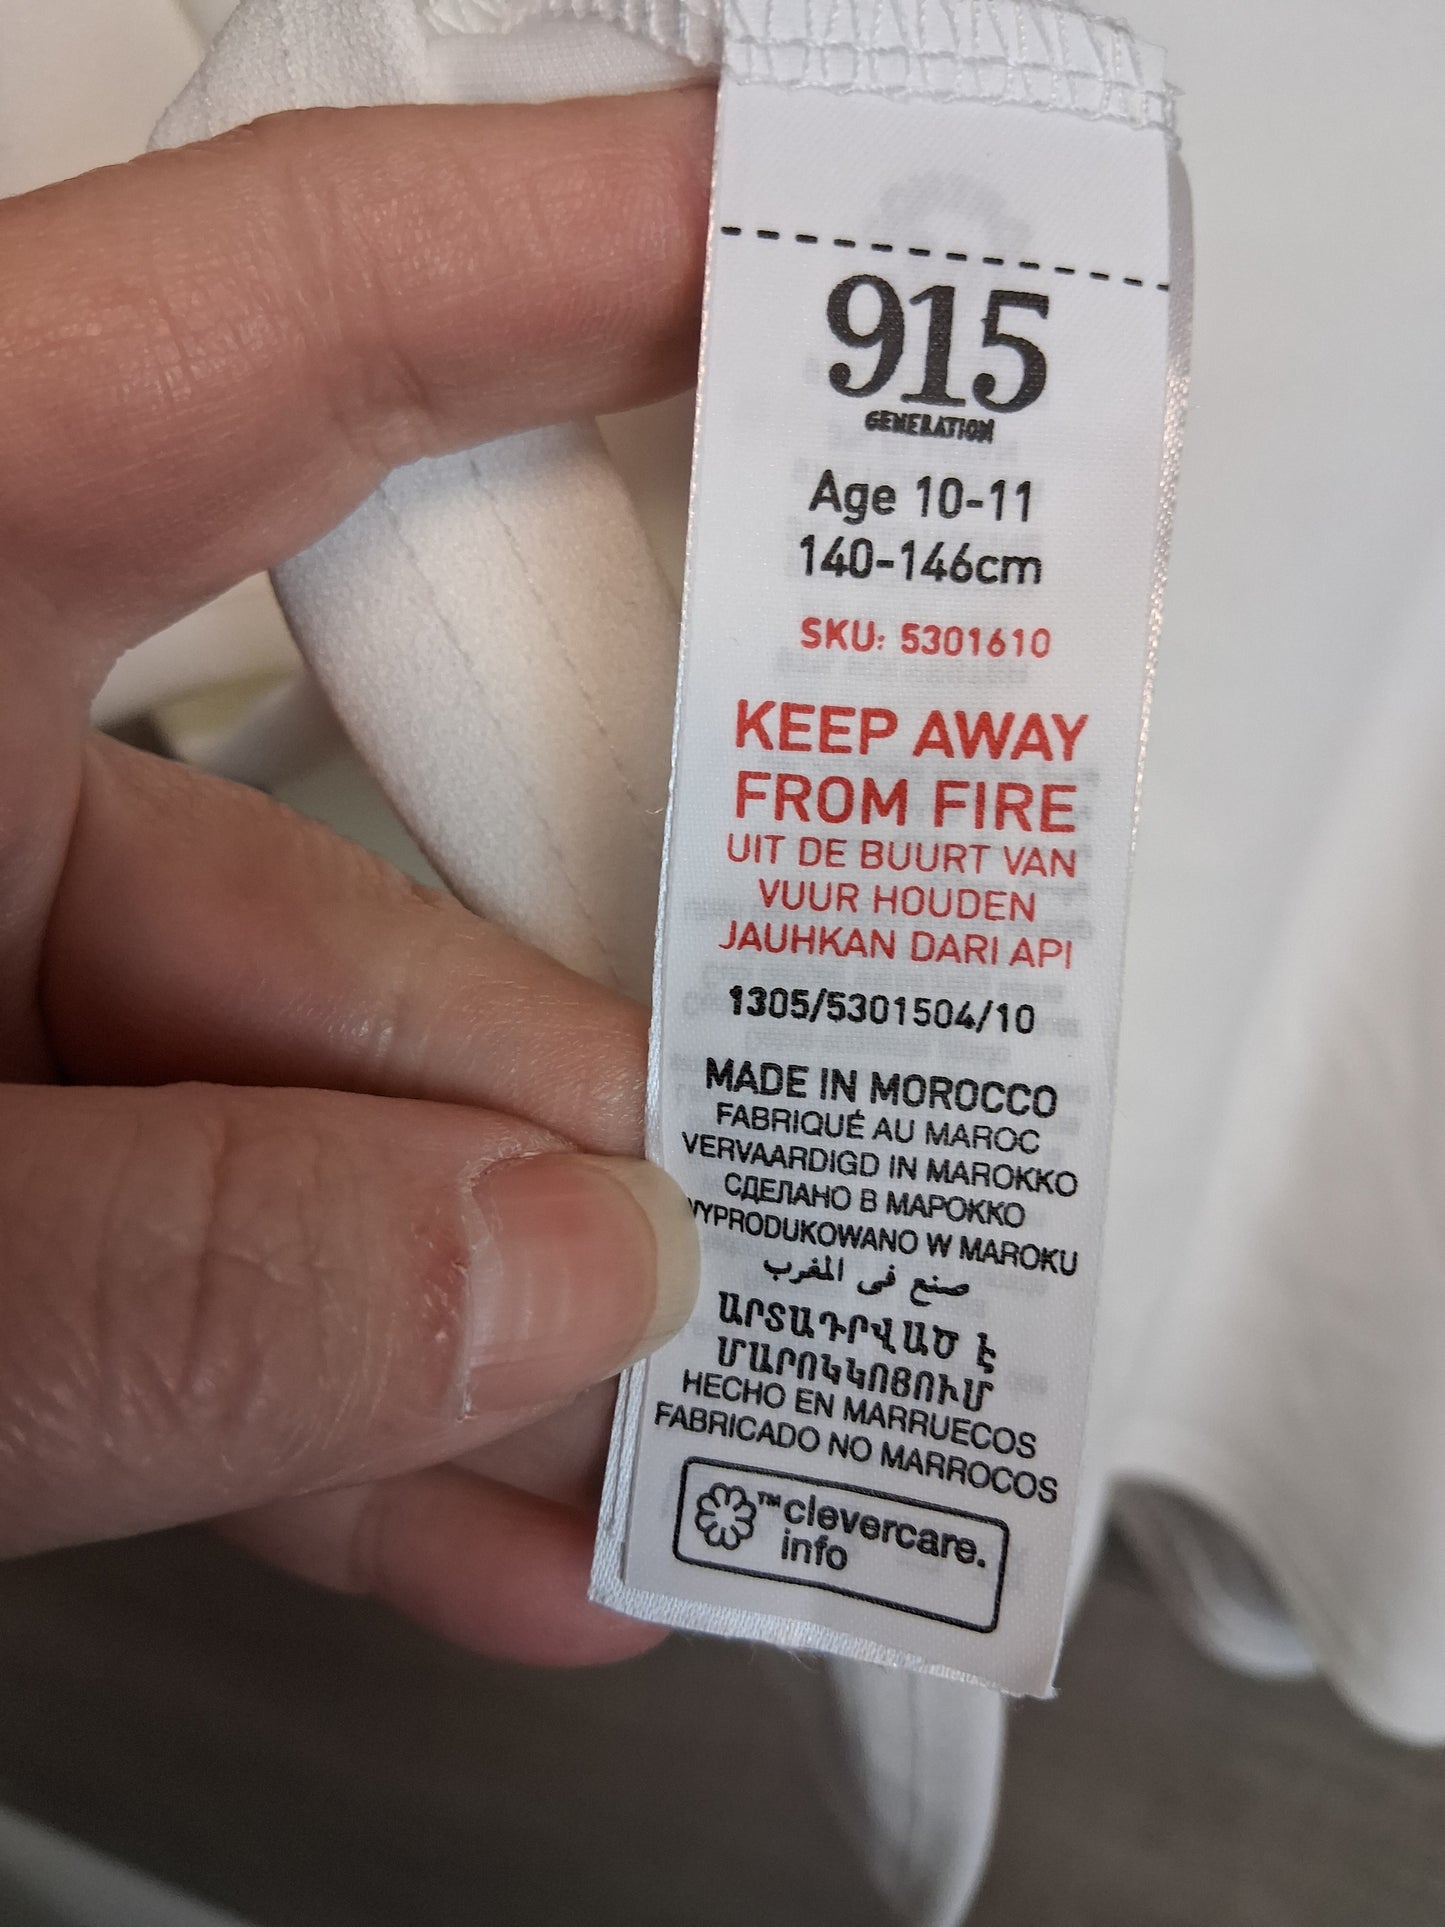 915
GENERATION
Age 10-11
140-146cm
SKU: 5301610
KEEP AWAY
FROM FIRE
UIT DE BUURT VAN
VUUR HOUDEN
JAUHKAN DARI API
1305/5301504/10
MADE IN MOROCCO
FABRIQUÉ AU MAROC
VERVAARDIGD IN MAROKKO
СДЕЛАНО В МАРОККО
WYPRODUKOWANO W MAROKU
صنع في المغرب
ԱՐՏԱԴՐՎԱԾ Է
ՄԱՐՈԿԿՈՅՈՒՄ
HECHO EN MARRUECOS
FABRICADO NO MARROCOS
™clevercare.
info